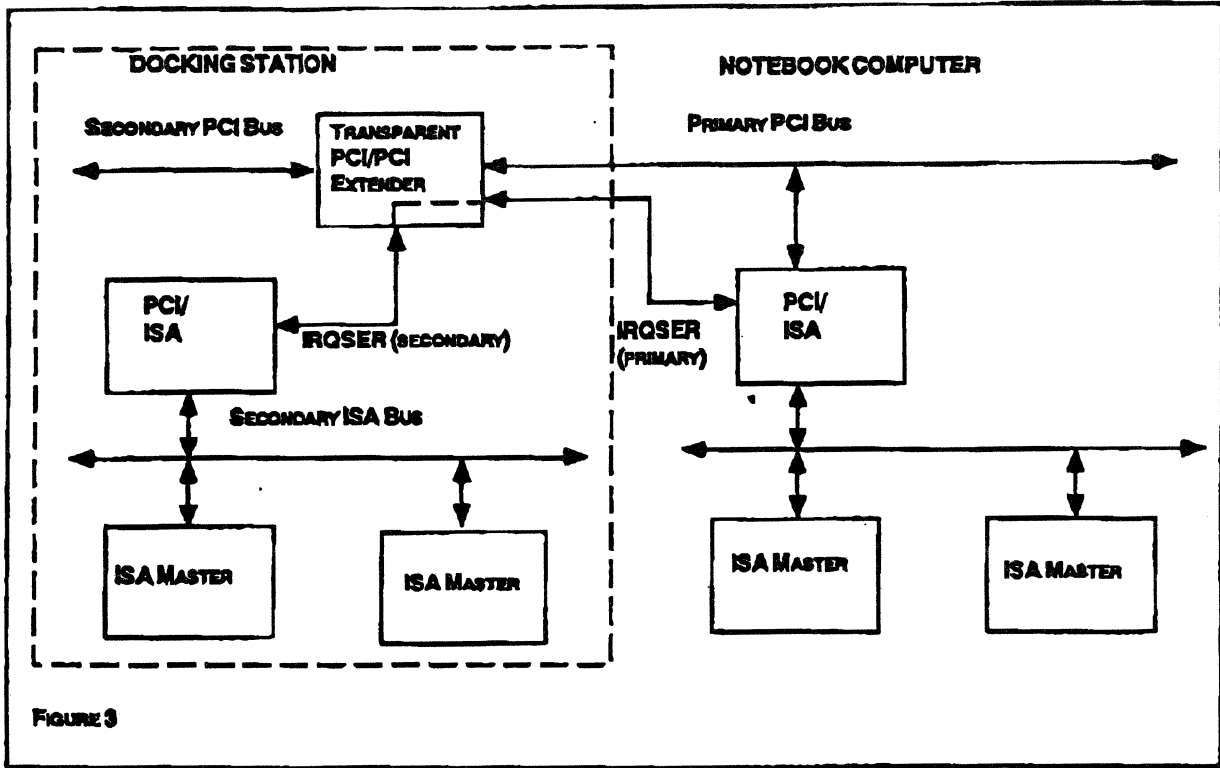 DOCKING STATION
NOTEBOOK COMPUTER
SECONDARY PCI BUS
TRANSPARENT
PCI/PCI
EXTENDER
PRIMARY PCI BUS
PCI/
ISA
IRQSER (SECONDARY)
IRQSER
(PRIMARY)
PCI/
ISA
SECONDARY ISA BUS
ISA MASTER
ISA MASTER
ISA MASTER
ISA MASTER
FIGURE 3